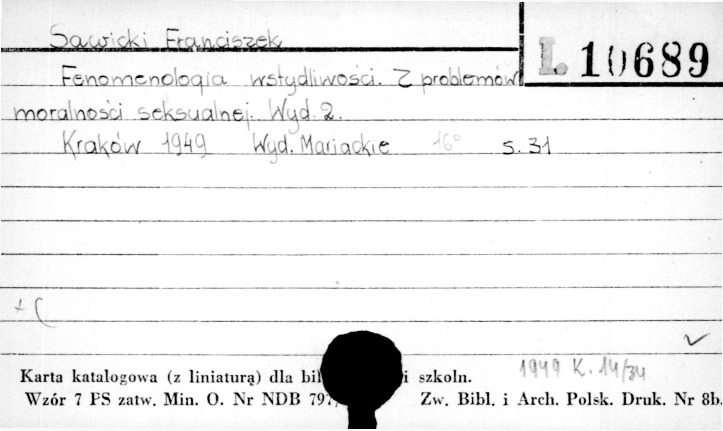 Sawicki Franciszek
L 10689
Fenomenologia wstydliwości. Z problemów
moralności seksualnej. Wyd. 2.
Kraków 1949 Wyd. Mariackie 16° s. 31
+ (
1949 K. 14/34
Karta katalogowa (z liniaturą) dla bi i szkoln.
Wzór 7 PS zatw. Min. O. Nr NDB 797 Zw. Bibl. i Arch. Polsk. Druk. Nr 8b.